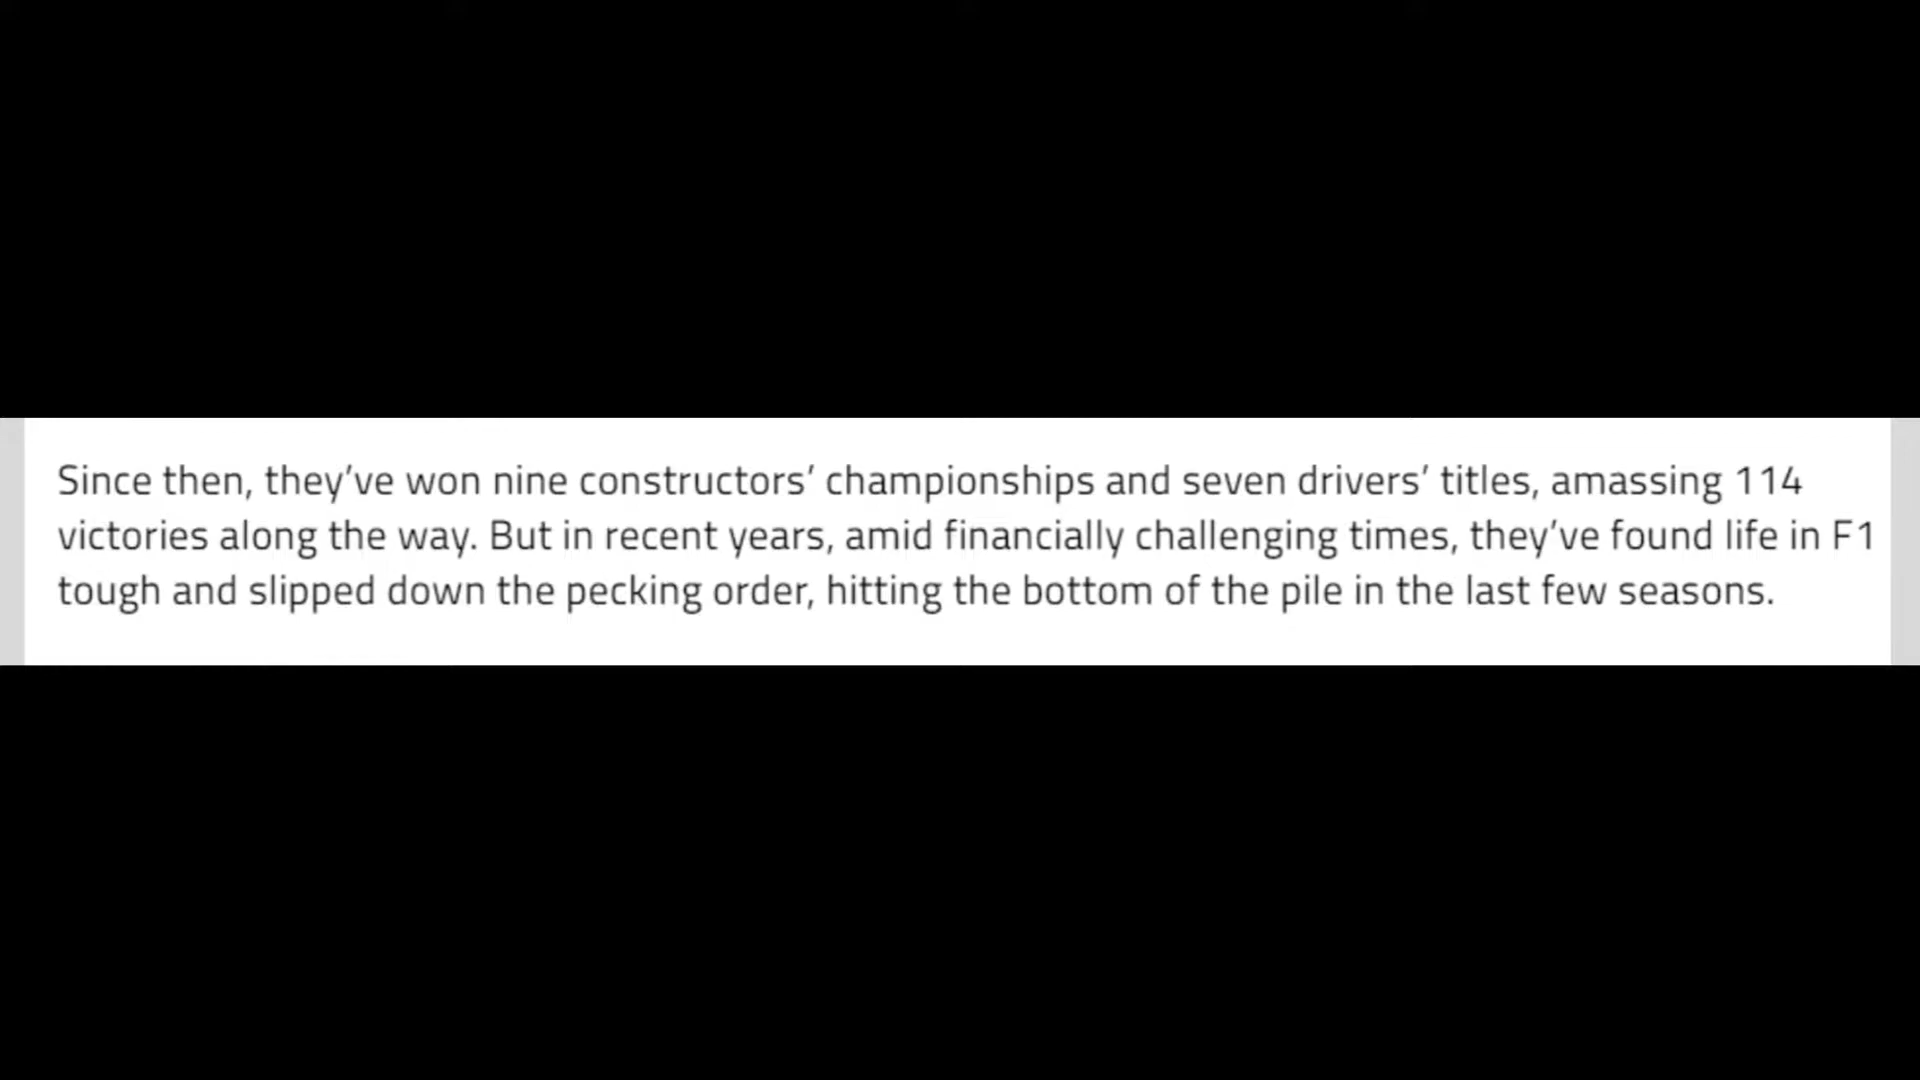 Since then, they’ve won nine constructors’ championships and seven drivers’ titles, amassing 114
victories along the way. But in recent years, amid financially challenging times, they’ve found life in F1
tough and slipped down the pecking order, hitting the bottom of the pile in the last few seasons.